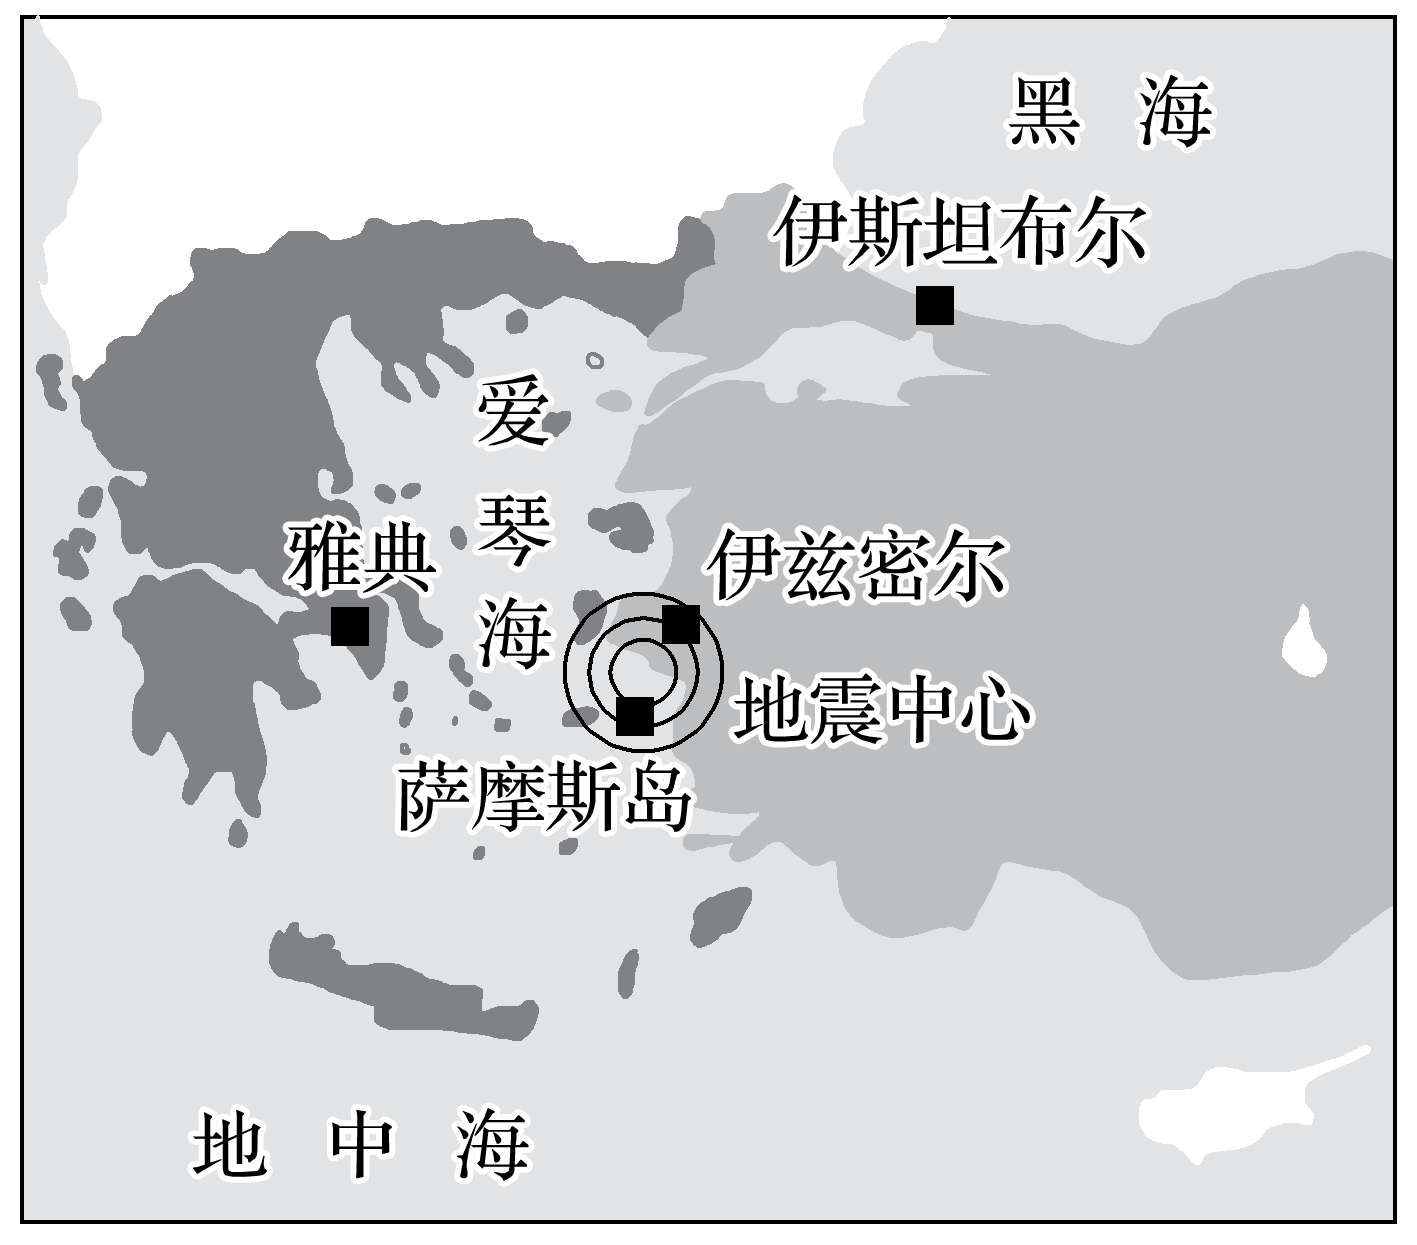 黑海
伊斯坦布尔
爱琴海
雅典
伊兹密尔
地震中心
萨摩斯岛
地中海